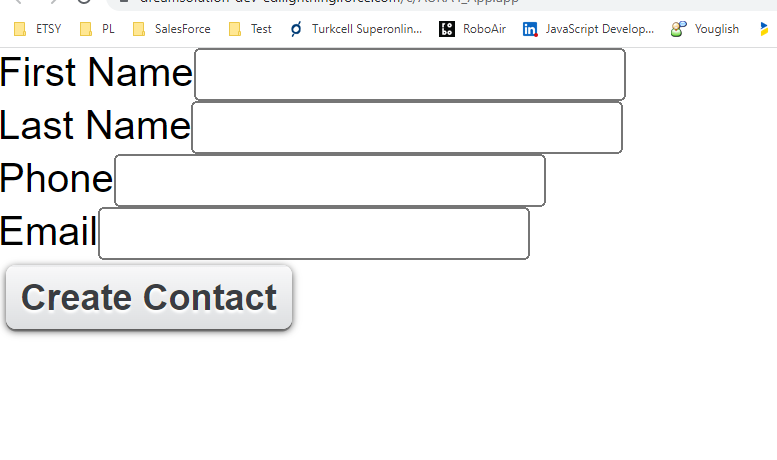 ETSY PL SalesForce Test Turkcell Superonlin... RoboAir JavaScript Develop... Youglish
First Name
Last Name
Phone
Email
Create Contact